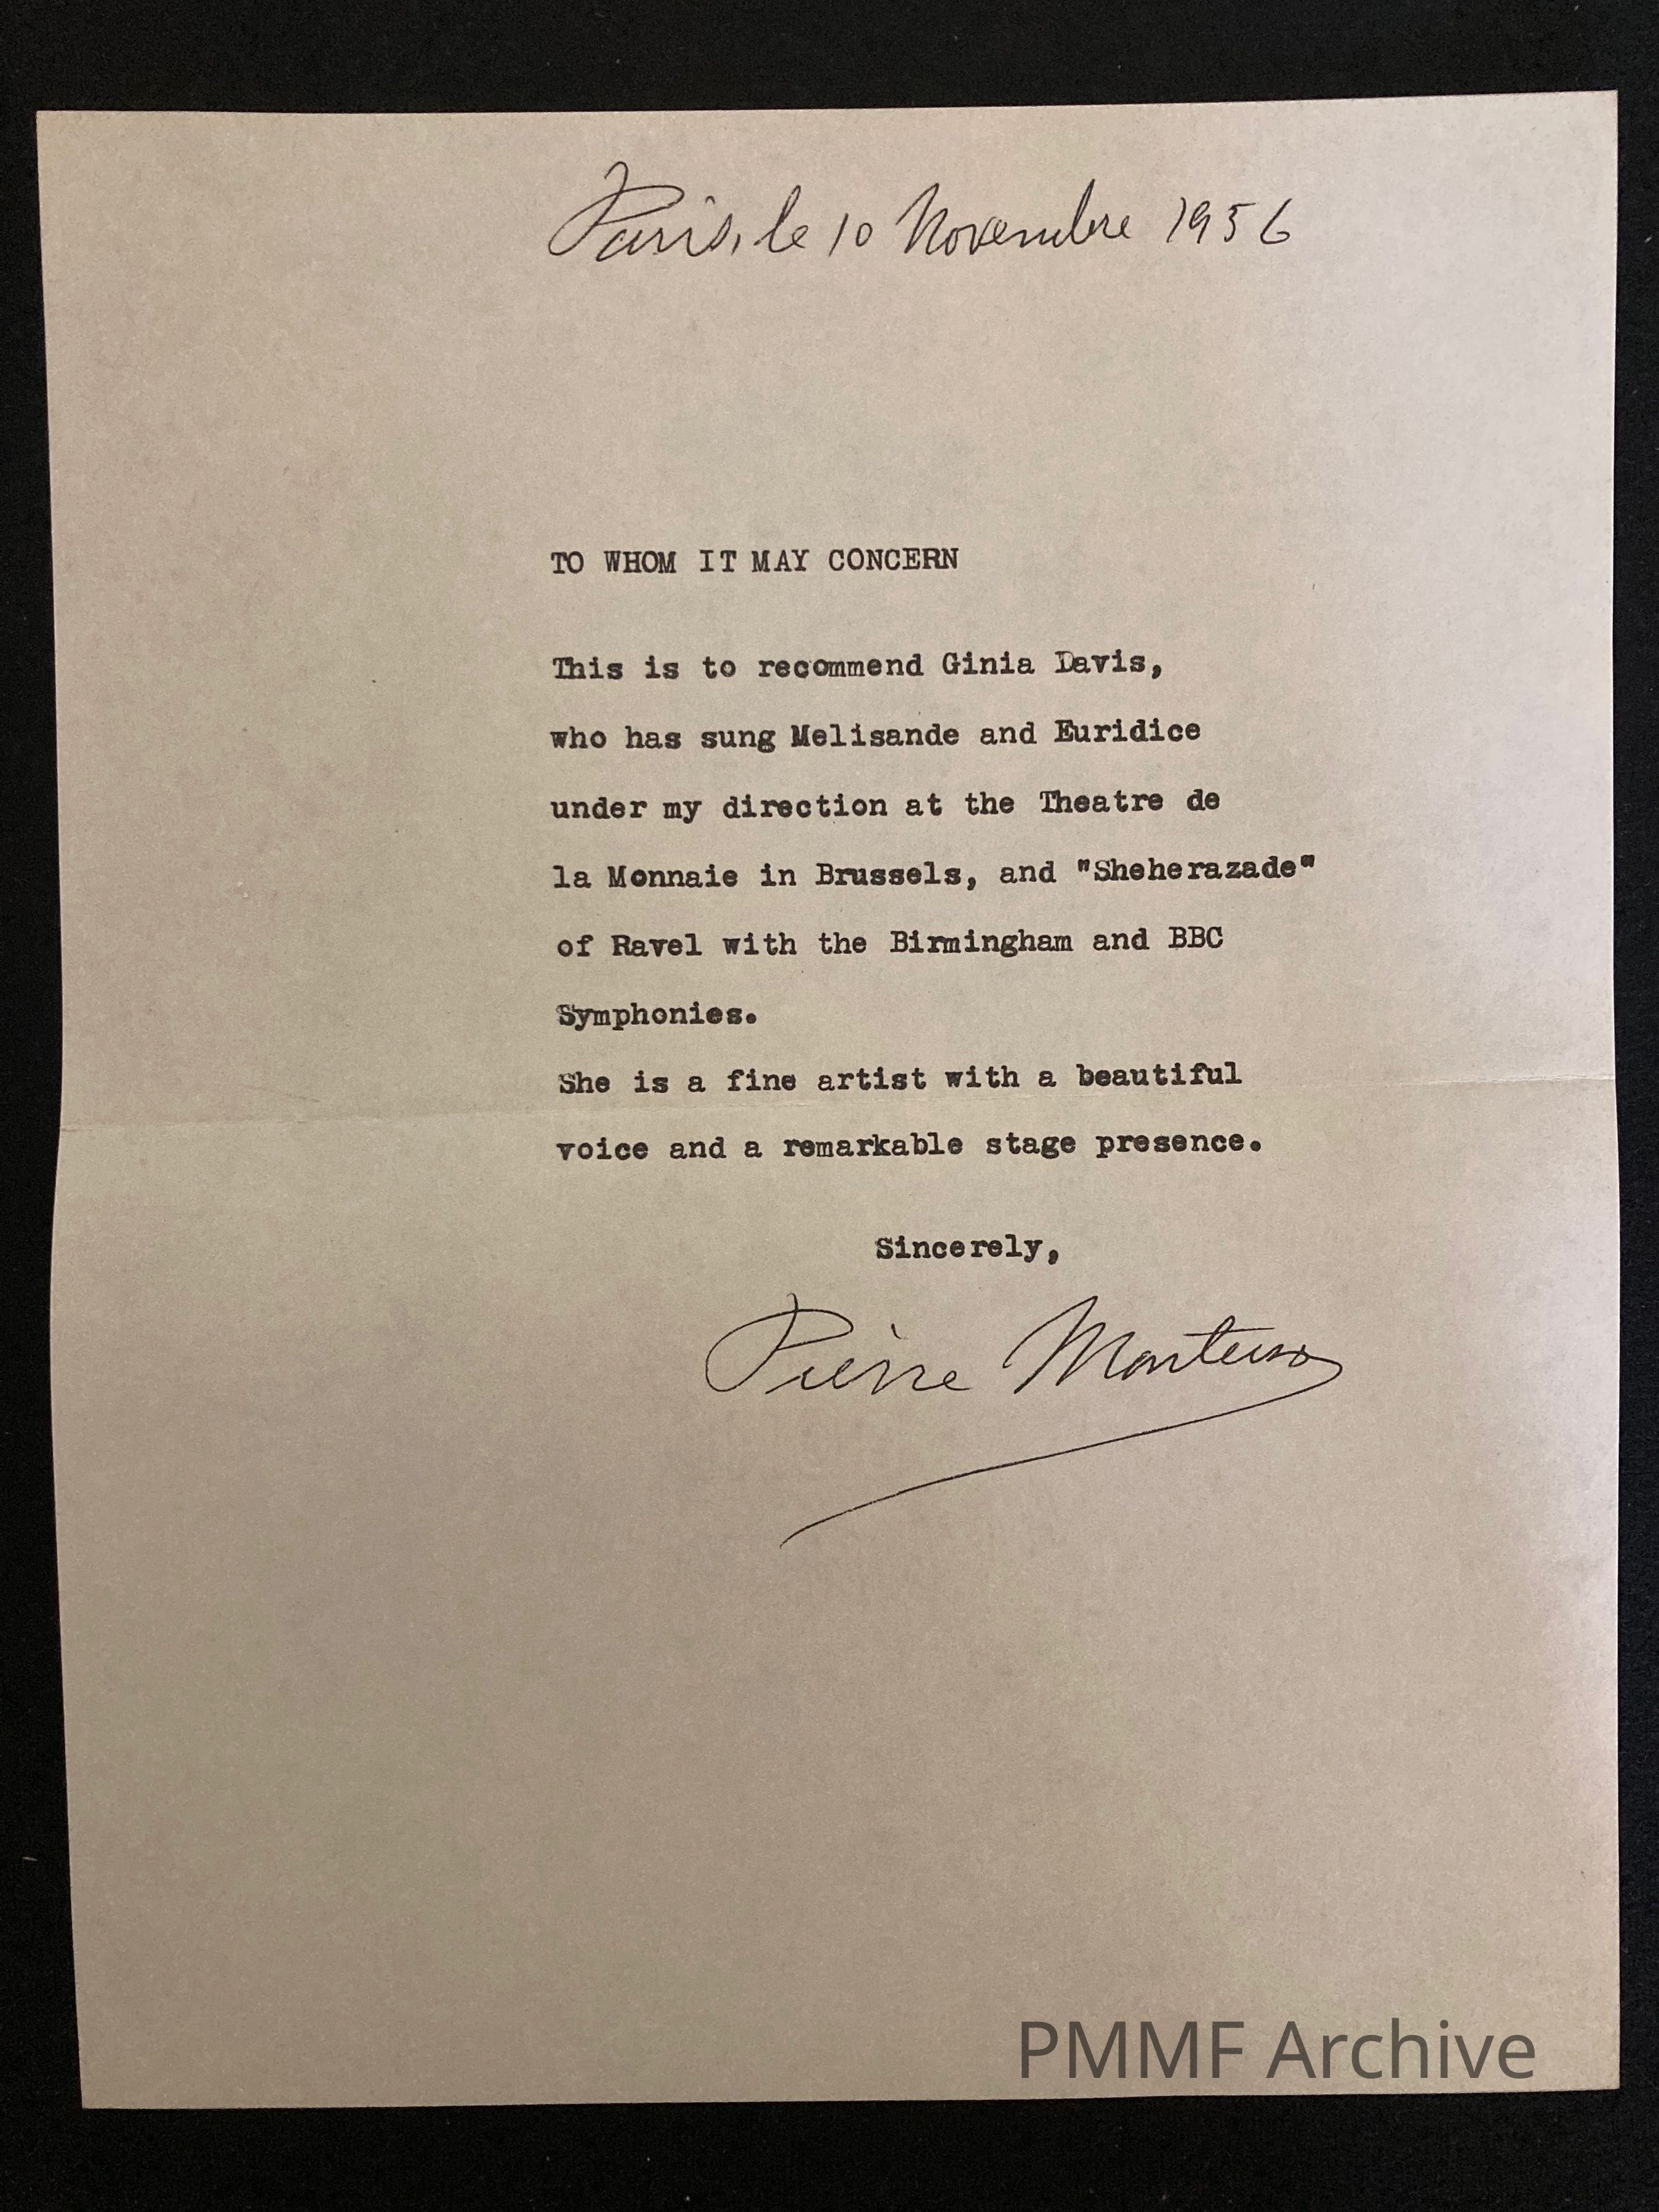 Paris, le 10 Novembre 1956
TO WHOM IT MAY CONCERN
This is to recommend Ginia Davis,
who has sung Melisande and Euridice
under my direction at the Theatre de
la Monnaie in Brussels, and "Sheherazade"
of Ravel with the Birmingham and BBC
Symphonies.
She is a fine artist with a beautiful
voice and a remarkable stage presence.
Sincerely,
Pierre Monteux
PMMF Archive